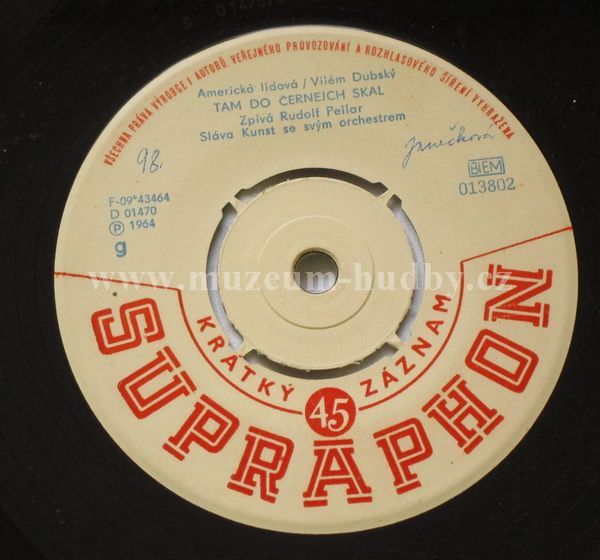 VŠECHNA PRÁVA VÝROBCE I AUTORŮ, VEŘEJNÉHO PROVOZOVÁNÍ A ROZHLASOVÉHO ŠÍŘENÍ VYHRAŽENA
Americká lidová / Vilém Dubský
TAM DO ČERNEJCH SKAL
Zpívá Rudolf Pellar
Sláva Kunst se svým orchestrem
98.
Janečková
F-09*43464
D 01470
Ⓟ 1964
g
BIEM
013802
www.muzeum-hudby.cz
KRÁTKÝ 45 ZÁZNAM
SUPRAPHON